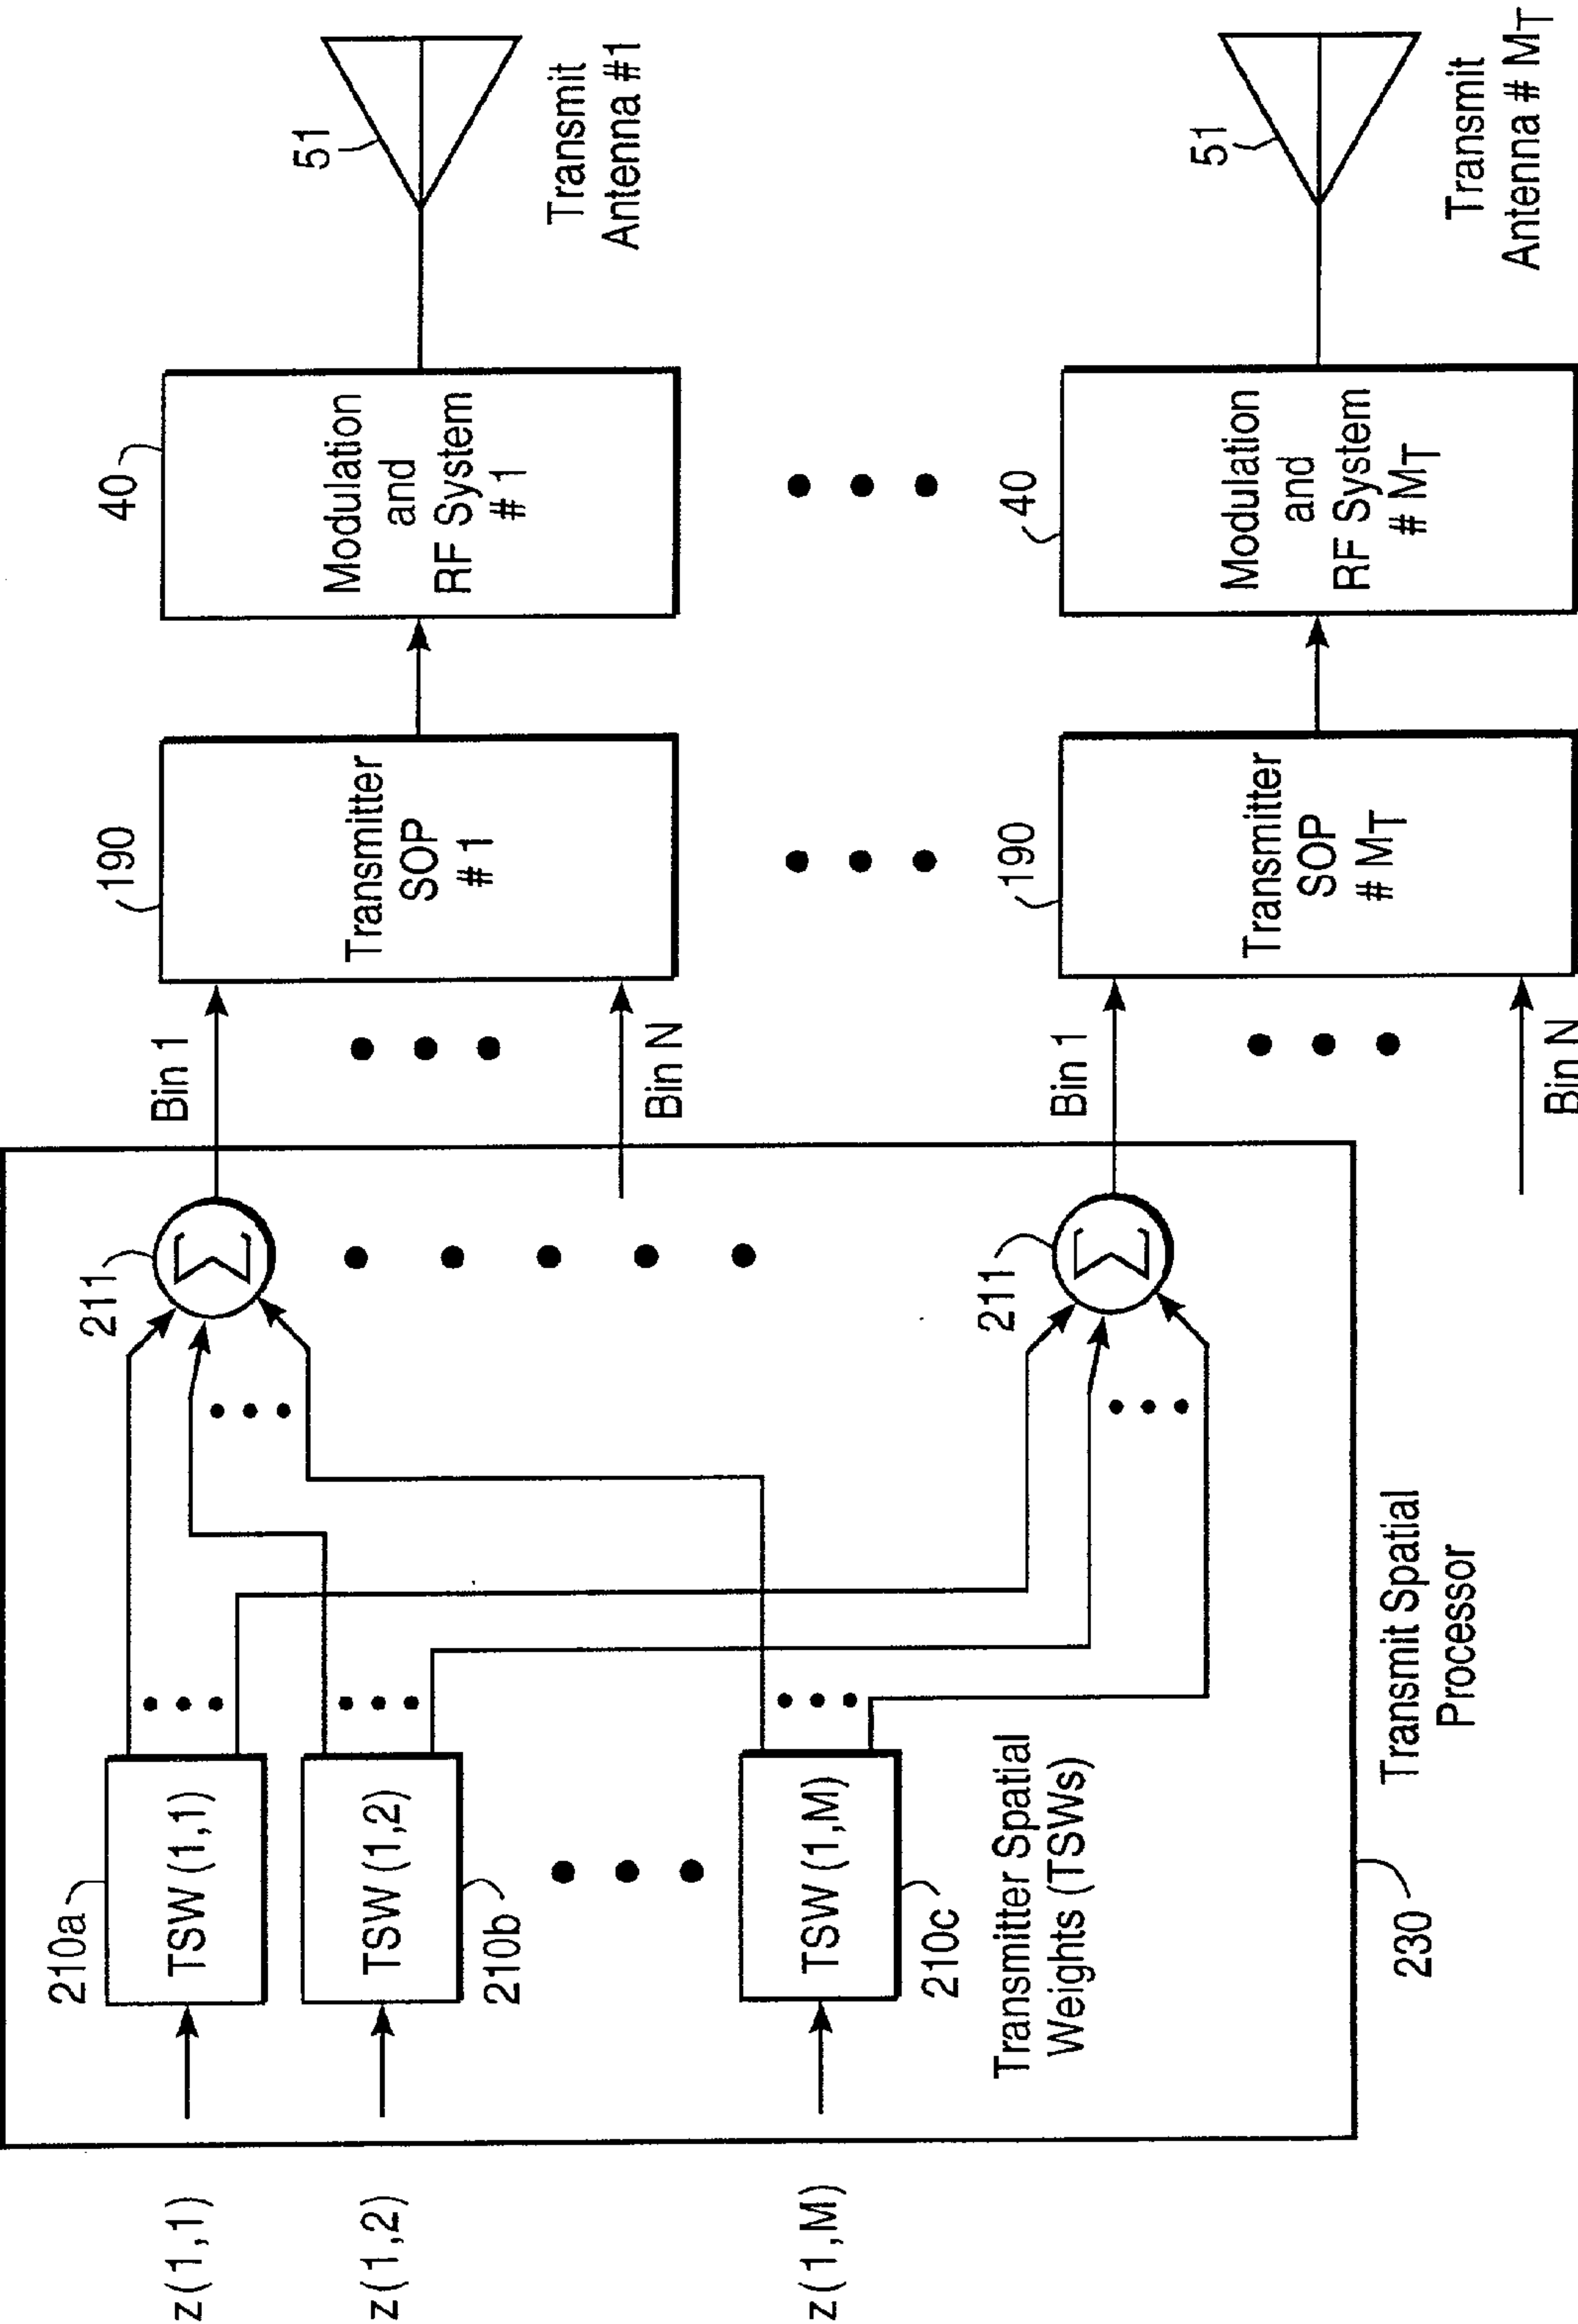 z(1,1)
z(1,2)
z(1,M)
210a
TSW (1,1)
TSW (1,2)
210b
TSW (1,M)
210c
Transmitter Spatial
Weights (TSWs)
230
Transmit Spatial
Processor
211
Σ
211
Σ
Bin 1
Bin N
Bin 1
Bin N
190
Transmitter
SOP
# 1
190
Transmitter
SOP
# MT
40
Modulation
and
RF System
# 1
40
Modulation
and
RF System
# MT
51
Transmit
Antenna #1
51
Transmit
Antenna # MT